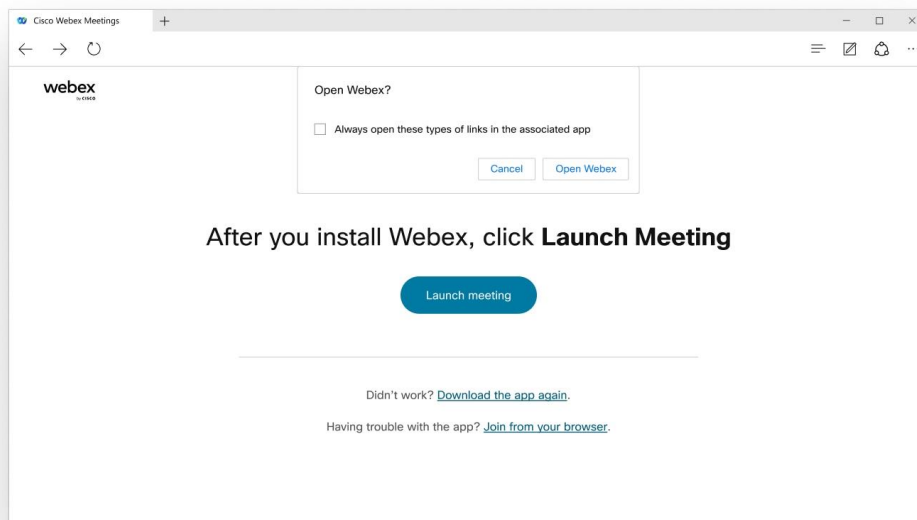 Cisco Webex Meetings
webex
by CISCO
Open Webex?
Always open these types of links in the associated app
Cancel Open Webex
After you install Webex, click Launch Meeting
Launch meeting
Didn't work? Download the app again.
Having trouble with the app? Join from your browser.